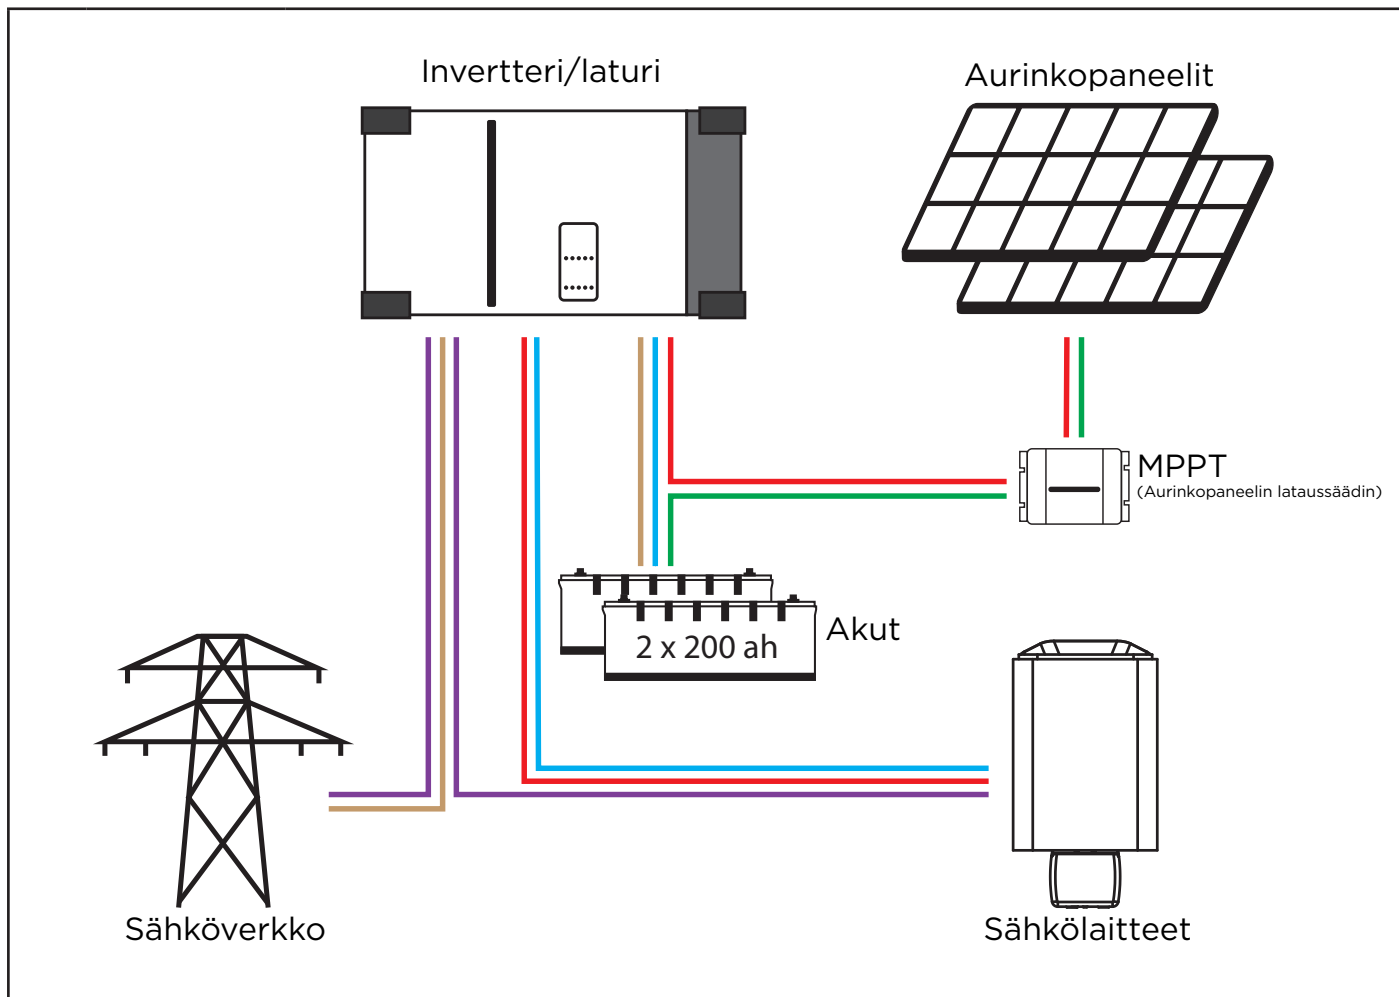 Invertteri/laturi
Aurinkopaneelit
MPPT
(Aurinkopaneelin lataussäädin)
Akut
2 x 200 ah
Sähköverkko
Sähkölaitteet